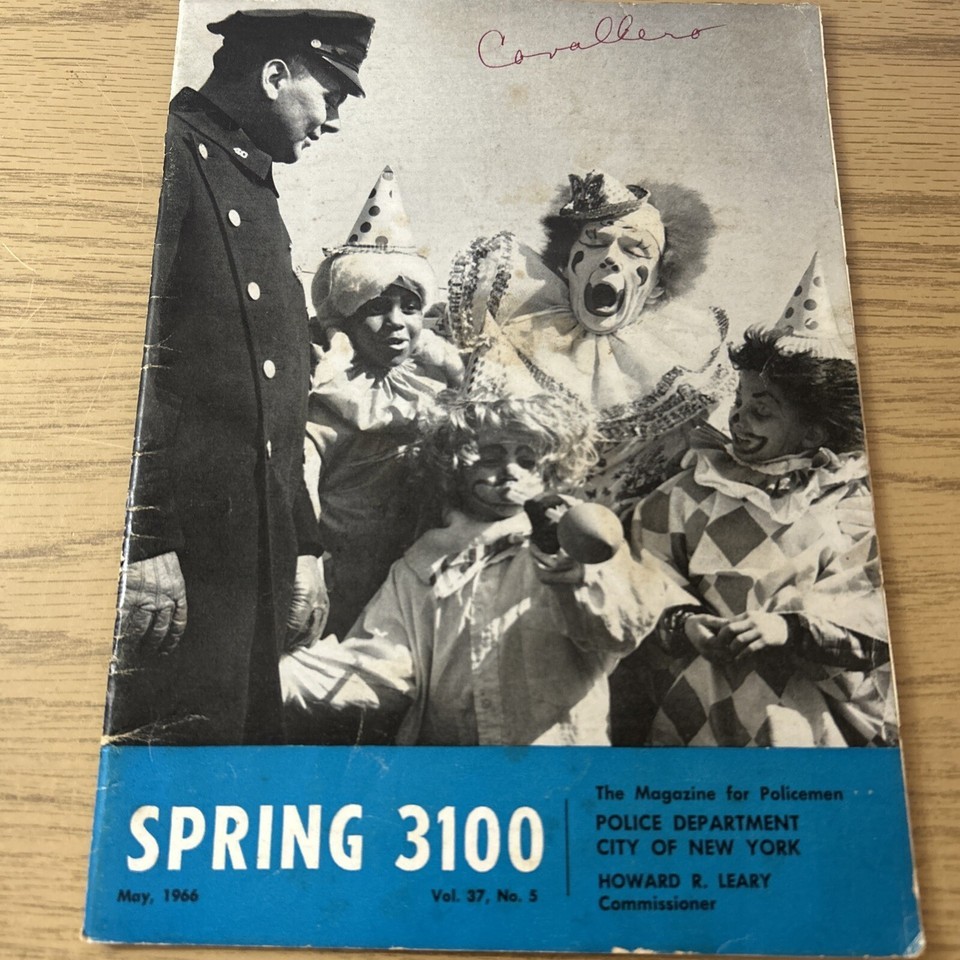 Cavallero
SPRING 3100
May, 1966
Vol. 37, No. 5
The Magazine for Policemen
POLICE DEPARTMENT
CITY OF NEW YORK
HOWARD R. LEARY
Commissioner